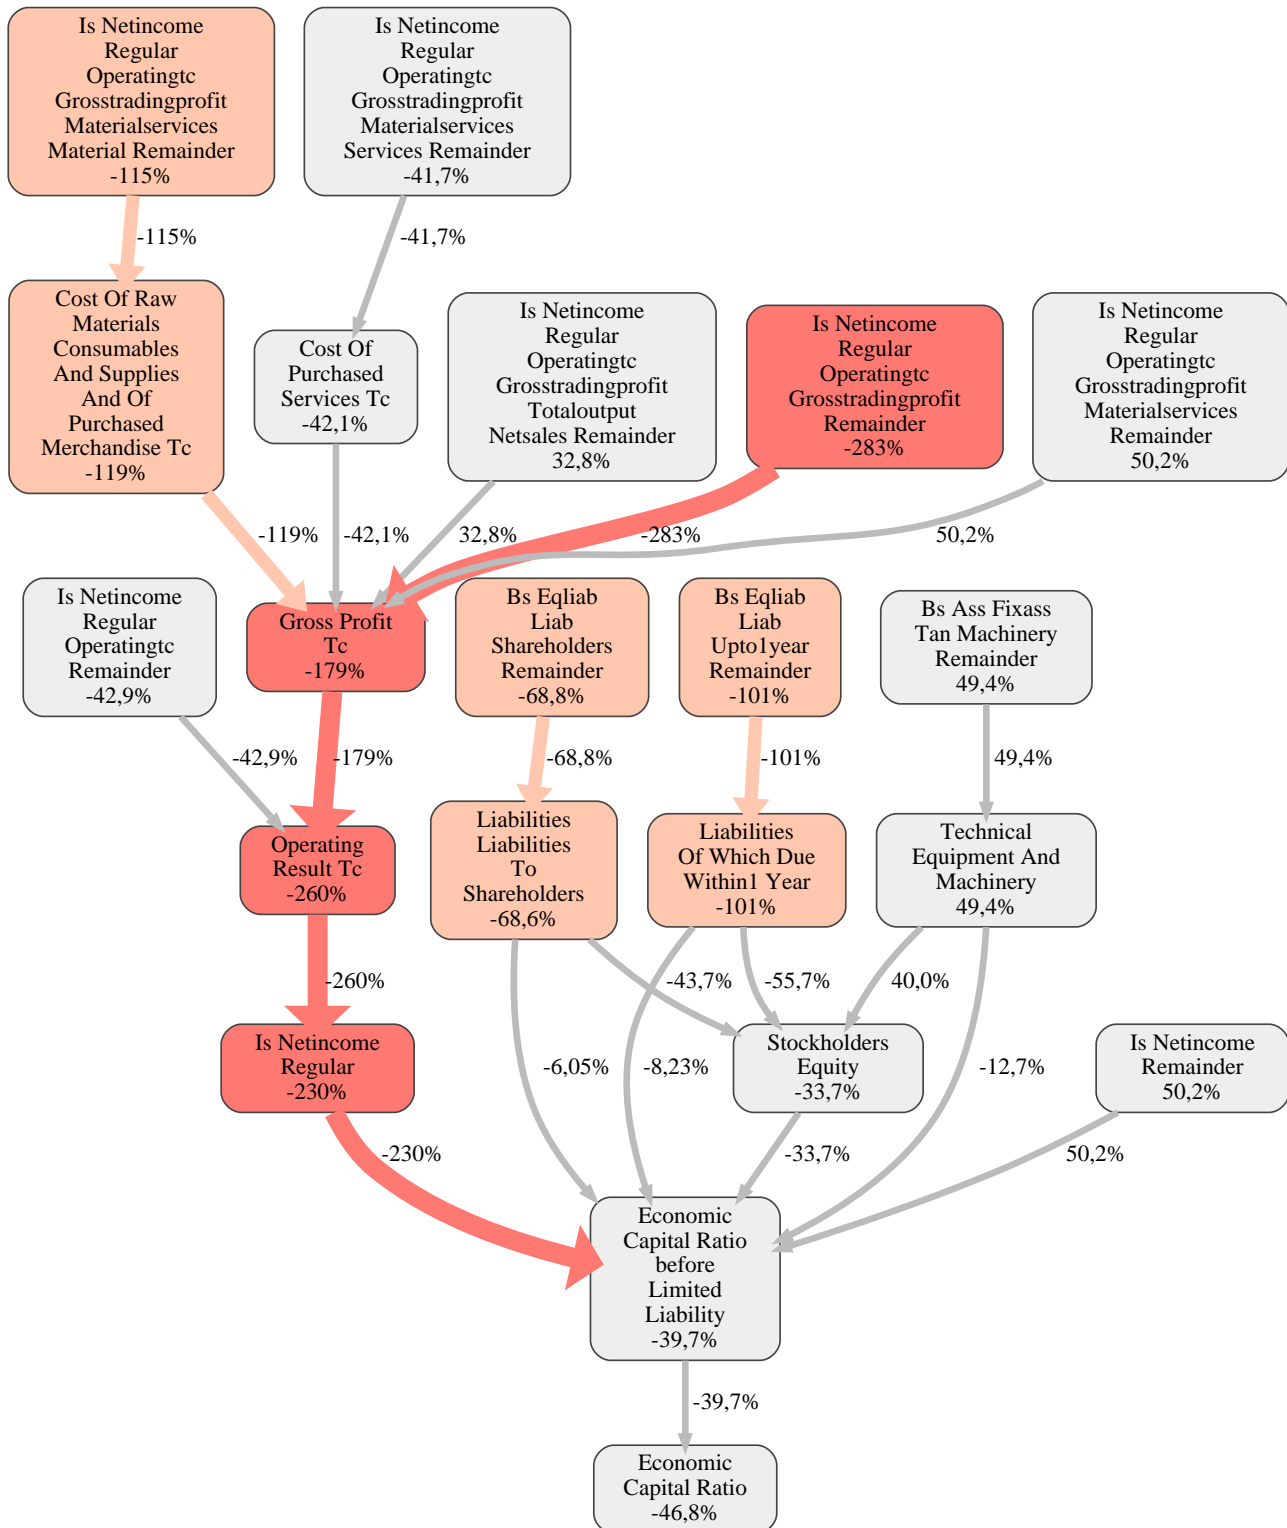 Is Netincome
Regular
Operatingtc
Grosstradingprofit
Materialservices
Material Remainder
-115%
Is Netincome
Regular
Operatingtc
Grosstradingprofit
Materialservices
Services Remainder
-41,7%
-115%
-41,7%
Cost Of Raw
Materials
Consumables
And Supplies
And Of
Purchased
Merchandise Tc
-119%
Cost Of
Purchased
Services Tc
-42,1%
Is Netincome
Regular
Operatingtc
Grosstradingprofit
Totaloutput
Netsales Remainder
32,8%
Is Netincome
Regular
Operatingtc
Grosstradingprofit
Remainder
-283%
Is Netincome
Regular
Operatingtc
Grosstradingprofit
Materialservices
Remainder
50,2%
-119%
-42,1%
32,8%
-283%
50,2%
Is Netincome
Regular
Operatingtc
Remainder
-42,9%
Gross Profit
Tc
-179%
Bs Eqliab
Liab
Shareholders
Remainder
-68,8%
Bs Eqliab
Liab
Upto1year
Remainder
-101%
Bs Ass Fixass
Tan Machinery
Remainder
49,4%
-42,9%
-179%
-68,8%
-101%
49,4%
Operating
Result Tc
-260%
Liabilities
Liabilities
To
Shareholders
-68,6%
Liabilities
Of Which Due
Within1 Year
-101%
Technical
Equipment And
Machinery
49,4%
-260%
-43,7%
-55,7%
40,0%
Is Netincome
Regular
-230%
-6,05%
-8,23%
Stockholders
Equity
-33,7%
-12,7%
Is Netincome
Remainder
50,2%
-230%
-33,7%
50,2%
Economic
Capital Ratio
before
Limited
Liability
-39,7%
-39,7%
Economic
Capital Ratio
-46,8%